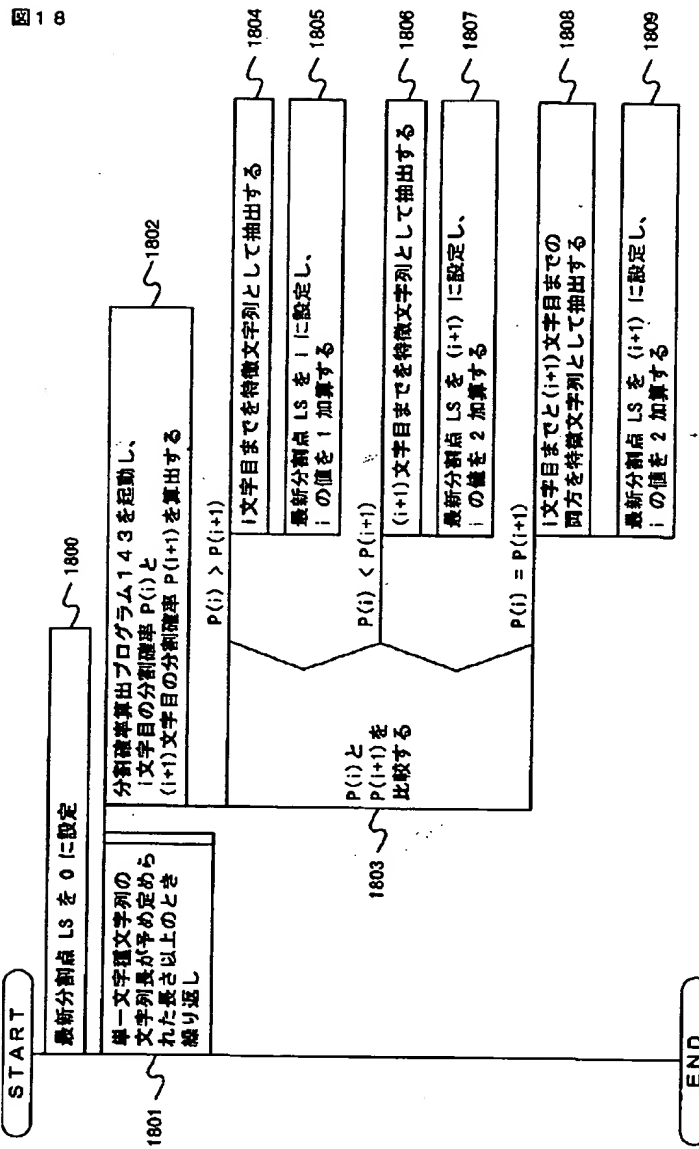 図18
START
最新分割点 LS を 0 に設定
1800
1801
単一文字種文字列の
文字列長が予め定めら
れた長さ以上のとき
繰り返し
分割確率算出プログラム143を起動し、
i文字目の分割確率 P(i)と
(i+1)文字目の分割確率 P(i+1)を算出する
1802
1803
P(i)と
P(i+1)を
比較する
P(i) > P(i+1)
i文字目までを特徴文字列として抽出する
1804
最新分割点 LS を i に設定し、
i の値を 1 加算する
1805
P(i) < P(i+1)
(i+1)文字目までを特徴文字列として抽出する
1806
最新分割点 LS を (i+1) に設定し、
i の値を 2 加算する
1807
P(i) = P(i+1)
i文字目までと(i+1)文字目までの
両方を特徴文字列として抽出する
1808
最新分割点 LS を (i+1) に設定し、
i の値を 2 加算する
1809
END